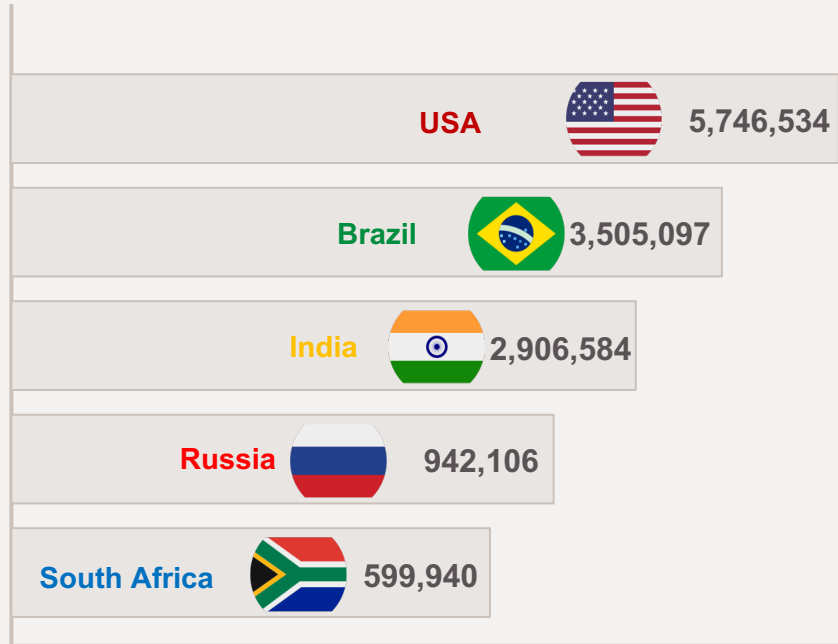 USA 5,746,534
Brazil 3,505,097
India 2,906,584
Russia 942,106
South Africa 599,940